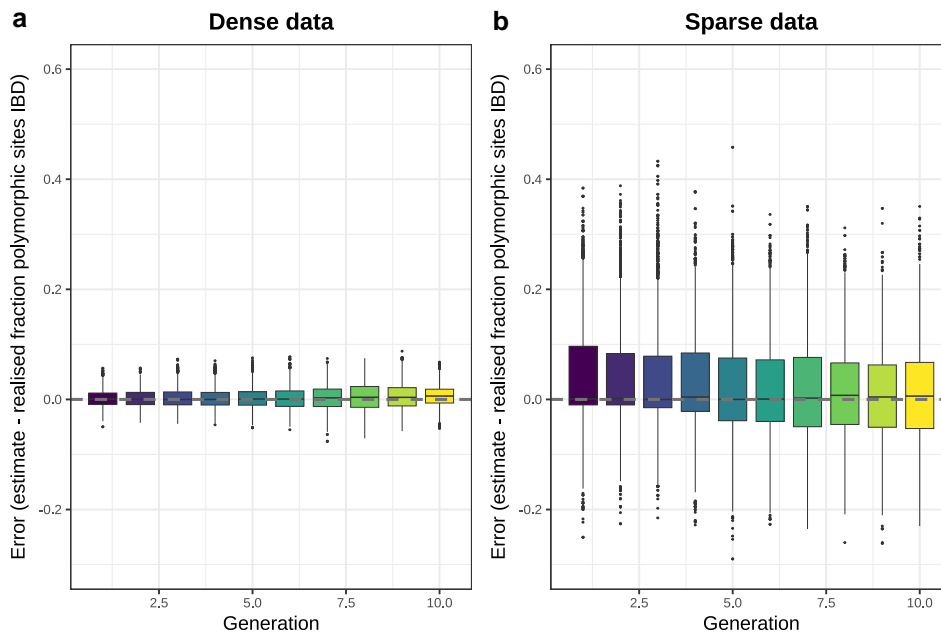 a
Dense data
Error (estimate - realised fraction polymorphic sites IBD)
0.6
0.4
0.2
0.0
-0.2
2.5 5.0 7.5 10.0
Generation
b
Sparse data
Error (estimate - realised fraction polymorphic sites IBD)
0.6
0.4
0.2
0.0
-0.2
2.5 5.0 7.5 10.0
Generation